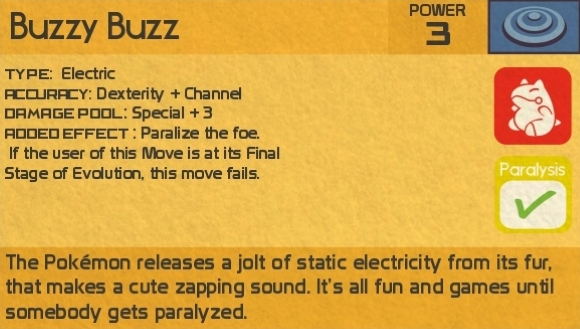 Buzzy Buzz
POWER
3
TYPE: Electric
ACCURACY: Dexterity + Channel
DAMAGE POOL: Special + 3
ADDED EFFECT : Paralize the foe.
If the user of this Move is at its Final
Stage of Evolution, this move fails.
Paralysis
The Pokémon releases a jolt of static electricity from its fur,
that makes a cute zapping sound. It's all fun and games until
somebody gets paralyzed.